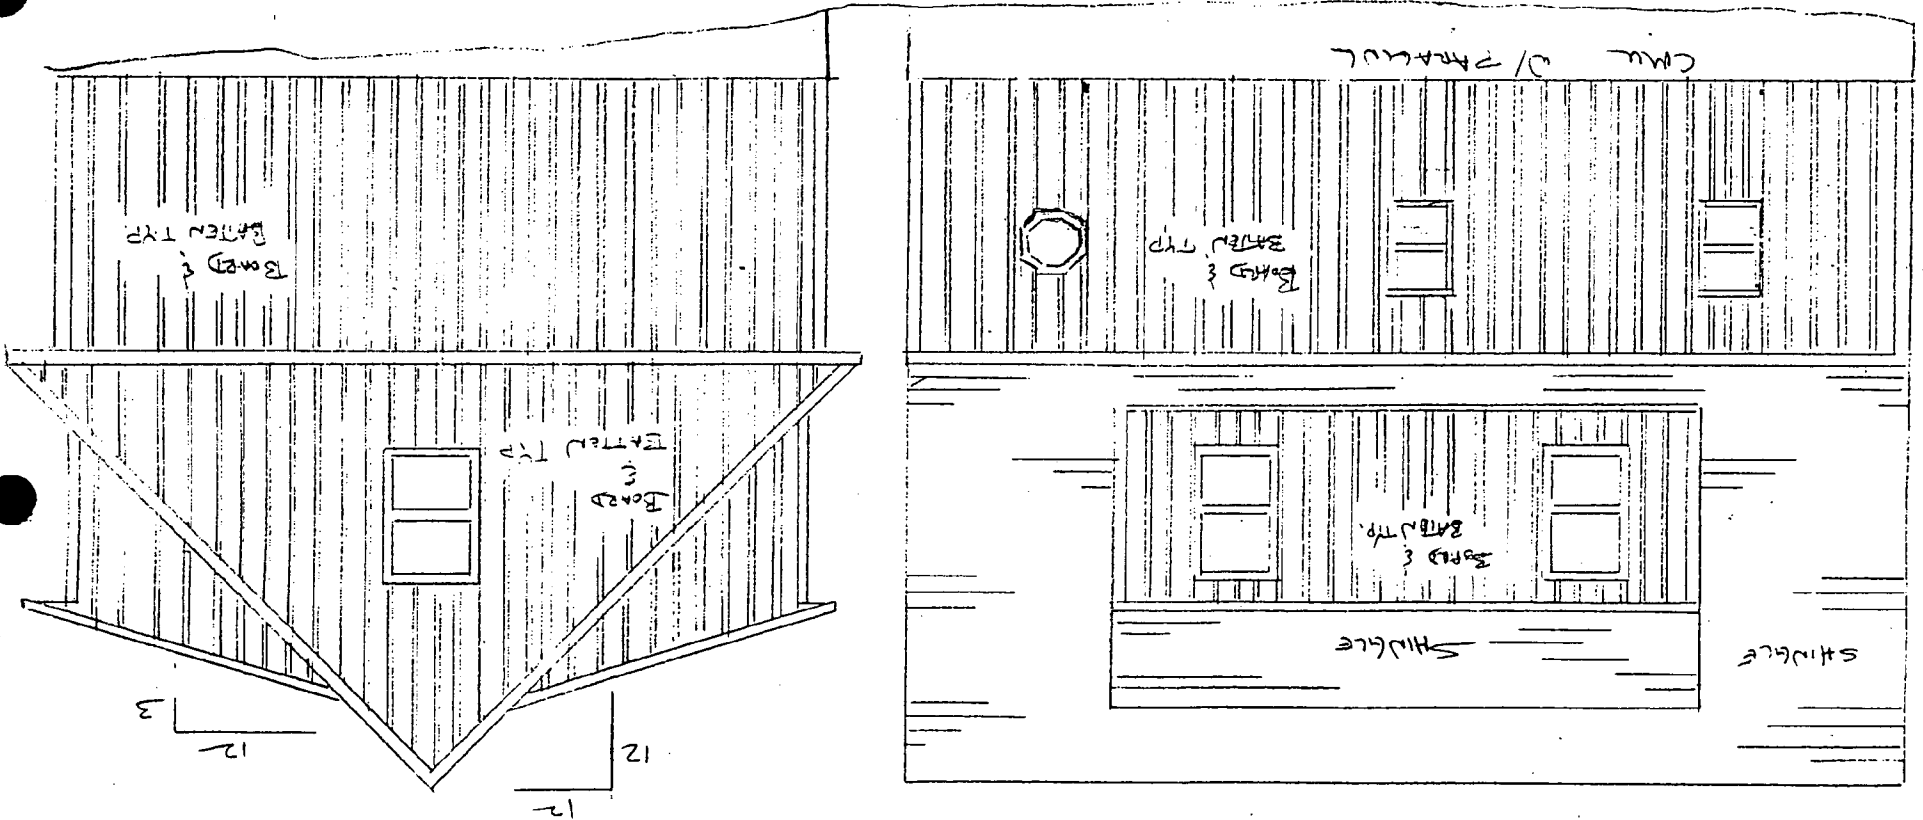 SHINGLE
SHINGLE
BOARD &
BATTEN TYP.
BOARD &
BATTEN TYP
CMU w/
12
12
12
3
BOARD
&
BATTEN TYP
BOARD &
BATTEN TYP.